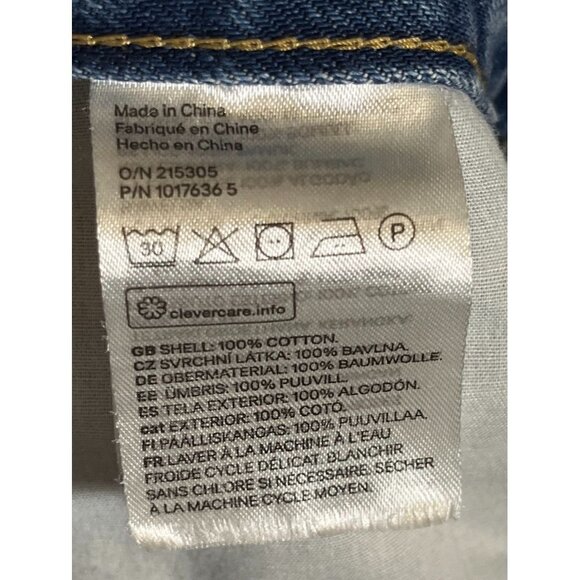 Made in China
Fabriqué en Chine
Hecho en China
O/N 215305
P/N 1017636 5
30
P
clevercare.info
GB SHELL: 100% COTTON.
CZ SVRCHNÍ LÁTKA: 100% BAVLNA.
DE OBERMATERIAL: 100% BAUMWOLLE.
EE ÜMBRIS: 100% PUUVILL.
ES TELA EXTERIOR: 100% ALGODÓN.
cat EXTERIOR: 100% COTÓ.
FI PÄÄLLISKANGAS: 100% PUUVILLAA.
FR LAVER À LA MACHINE À L'EAU
FROIDE CYCLE DÉLICAT. BLANCHIR
SANS CHLORE SI NÉCESSAIRE. SÉCHER
À LA MACHINE CYCLE MOYEN.